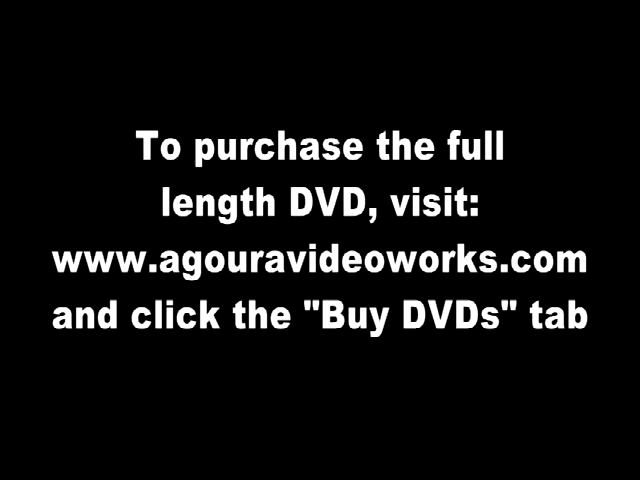 To purchase the full
length DVD, visit:
www.agouravideoworks.com
and click the "Buy DVDs" tab